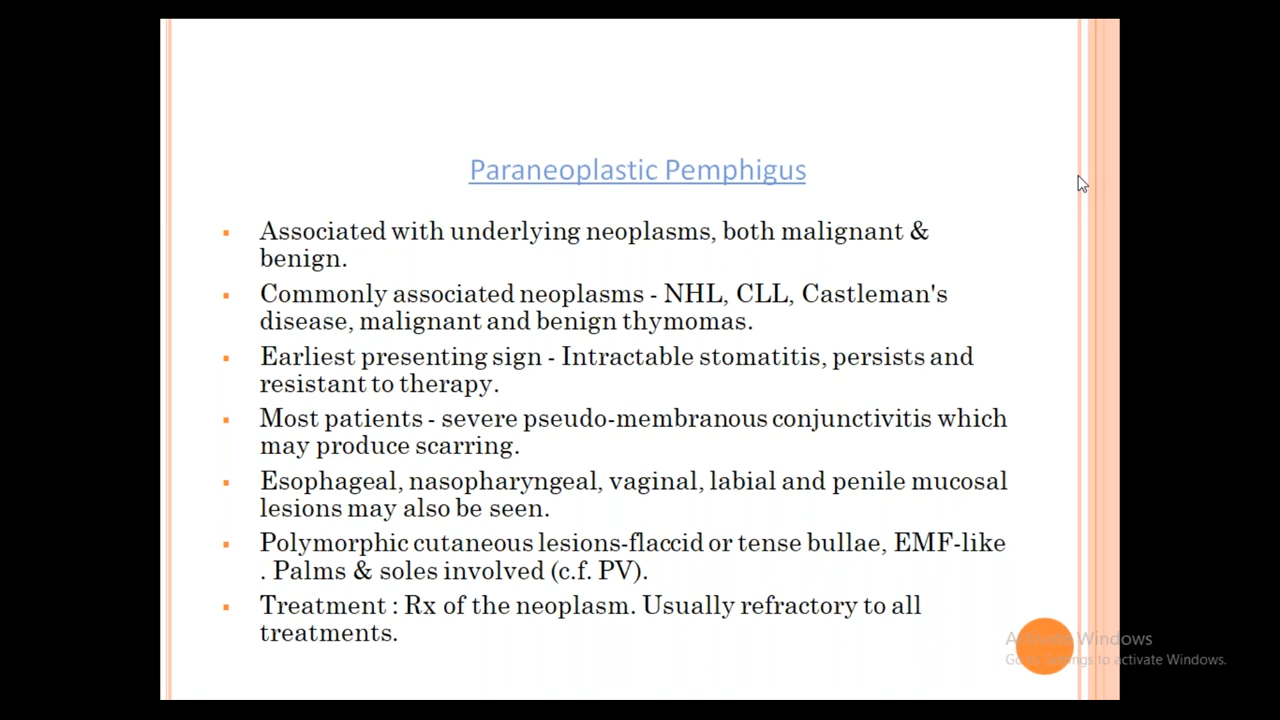 Paraneoplastic Pemphigus
▪ Associated with underlying neoplasms, both malignant &
benign.
▪ Commonly associated neoplasms - NHL, CLL, Castleman's
disease, malignant and benign thymomas.
▪ Earliest presenting sign - Intractable stomatitis, persists and
resistant to therapy.
▪ Most patients - severe pseudo-membranous conjunctivitis which
may produce scarring.
▪ Esophageal, nasopharyngeal, vaginal, labial and penile mucosal
lesions may also be seen.
▪ Polymorphic cutaneous lesions-flaccid or tense bullae, EMF-like
. Palms & soles involved (c.f. PV).
▪ Treatment : Rx of the neoplasm. Usually refractory to all
treatments.
Activate Windows
Go to Settings to activate Windows.